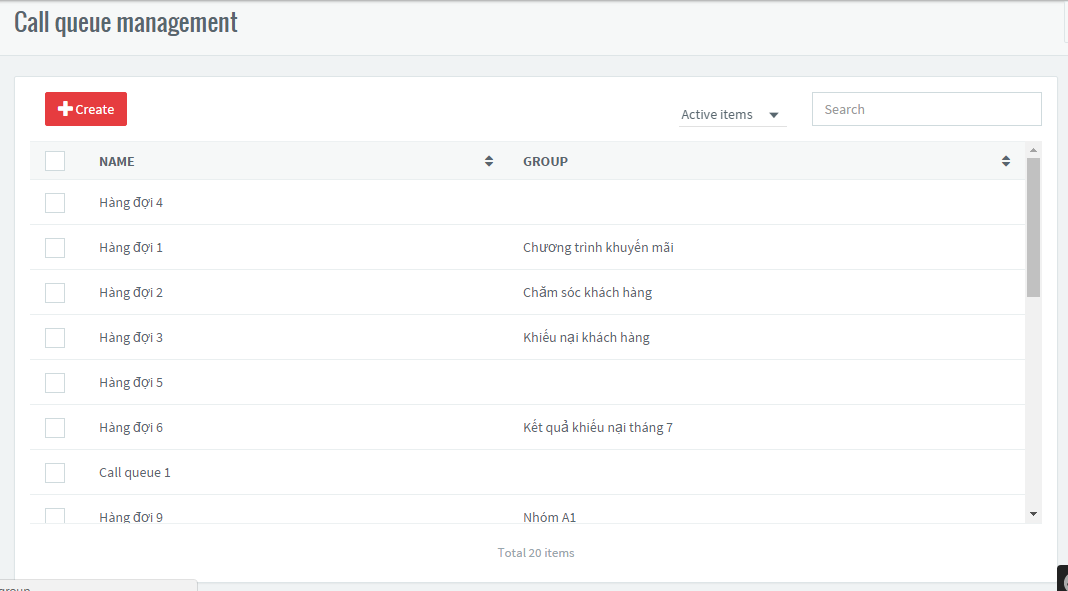 Call queue management
Create
Active items
Search
NAME GROUP
Hàng đợi 4
Hàng đợi 1 Chương trình khuyến mãi
Hàng đợi 2 Chăm sóc khách hàng
Hàng đợi 3 Khiếu nại khách hàng
Hàng đợi 5
Hàng đợi 6 Kết quả khiếu nại tháng 7
Call queue 1
Hàng đợi 9 Nhóm A1
Total 20 items